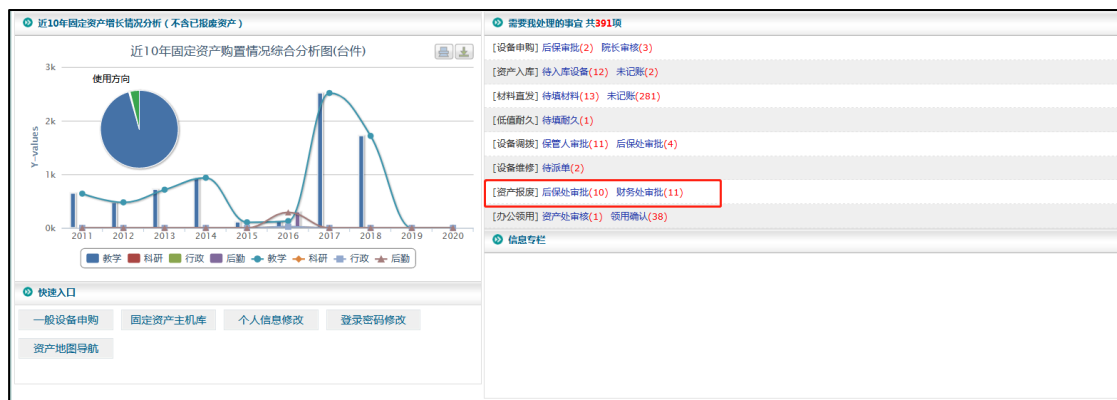 近10年固定资产增长情况分析（不含已报废资产）
近10年固定资产购置情况综合分析图(台件)
使用方向
Y-values
3k
2k
1k
0k
2011 2012 2013 2014 2015 2016 2017 2018 2019 2020
教学 科研 行政 后勤 教学 科研 行政 后勤
快速入口
一般设备申购 固定资产主机库 个人信息修改 登录密码修改
资产地图导航
需要我处理的事宜 共391项
[设备申购] 后保审批(2) 院长审核(3)
[资产入库] 待入库设备(12) 未记账(2)
[材料直发] 待填材料(13) 未记账(281)
[低值耐久] 待填耐久(1)
[设备调拨] 保管人审批(11) 后保处审批(4)
[设备维修] 待派单(2)
[资产报废] 后保处审批(10) 财务处审批(11)
[办公领用] 资产处审核(1) 领用确认(38)
信息专栏